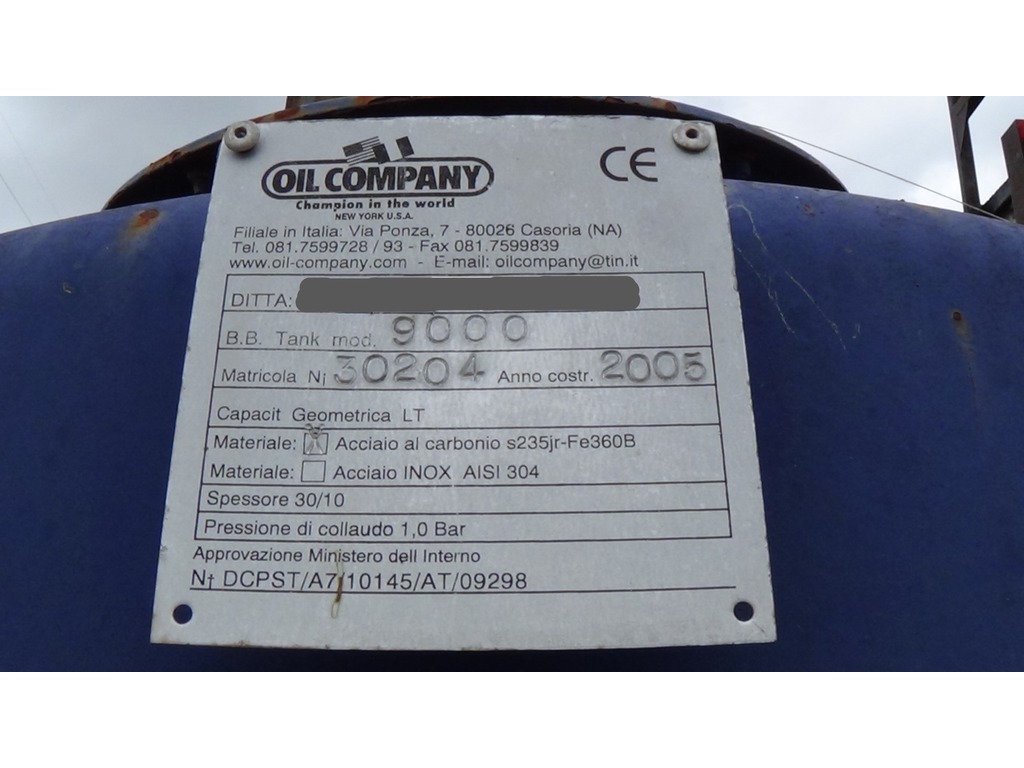 OIL COMPANY
CE
Champion in the world
NEW YORK U.S.A.
Filiale in Italia: Via Ponza, 7 - 80026 Casoria (NA)
Tel. 081.7599728 / 93 - Fax 081.7599839
www.oil-company.com - E-mail: oilcompany@tin.it
DITTA:
B.B. Tank mod. 9000
Matricola N¡ 30204 Anno costr. 2005
Capacit Geometrica LT
Materiale: Acciaio al carbonio s235jr-Fe360B
Materiale: Acciaio INOX AISI 304
Spessore 30/10
Pressione di collaudo 1,0 Bar
Approvazione Ministero dell Interno
N† DCPST/A7/10145/AT/09298